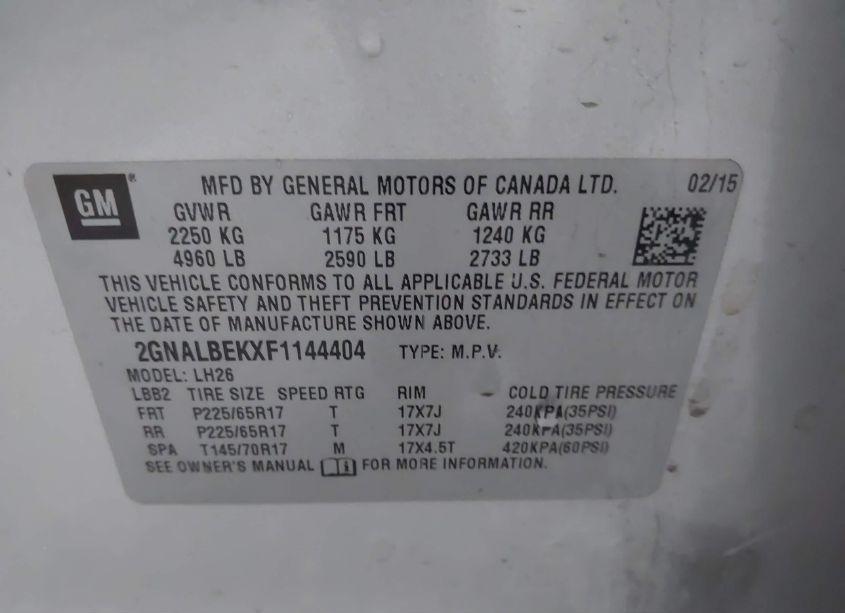 GM ® MFD BY GENERAL MOTORS OF CANADA LTD. 02/15
GVWR GAWR FRT GAWR RR
2250 KG 1175 KG 1240 KG
4960 LB 2590 LB 2733 LB
THIS VEHICLE CONFORMS TO ALL APPLICABLE U.S. FEDERAL MOTOR
VEHICLE SAFETY AND THEFT PREVENTION STANDARDS IN EFFECT ON
THE DATE OF MANUFACTURE SHOWN ABOVE.
2GNALBEKXF1144404 TYPE: M.P.V.
MODEL: LH26
LBB2 TIRE SIZE SPEED RTG RIM COLD TIRE PRESSURE
FRT P225/65R17 T 17X7J 240KPA(35PSI)
RR P225/65R17 T 17X7J 240KPA(35PSI)
SPA T145/70R17 M 17X4.5T 420KPA(60PSI)
SEE OWNER'S MANUAL FOR MORE INFORMATION.